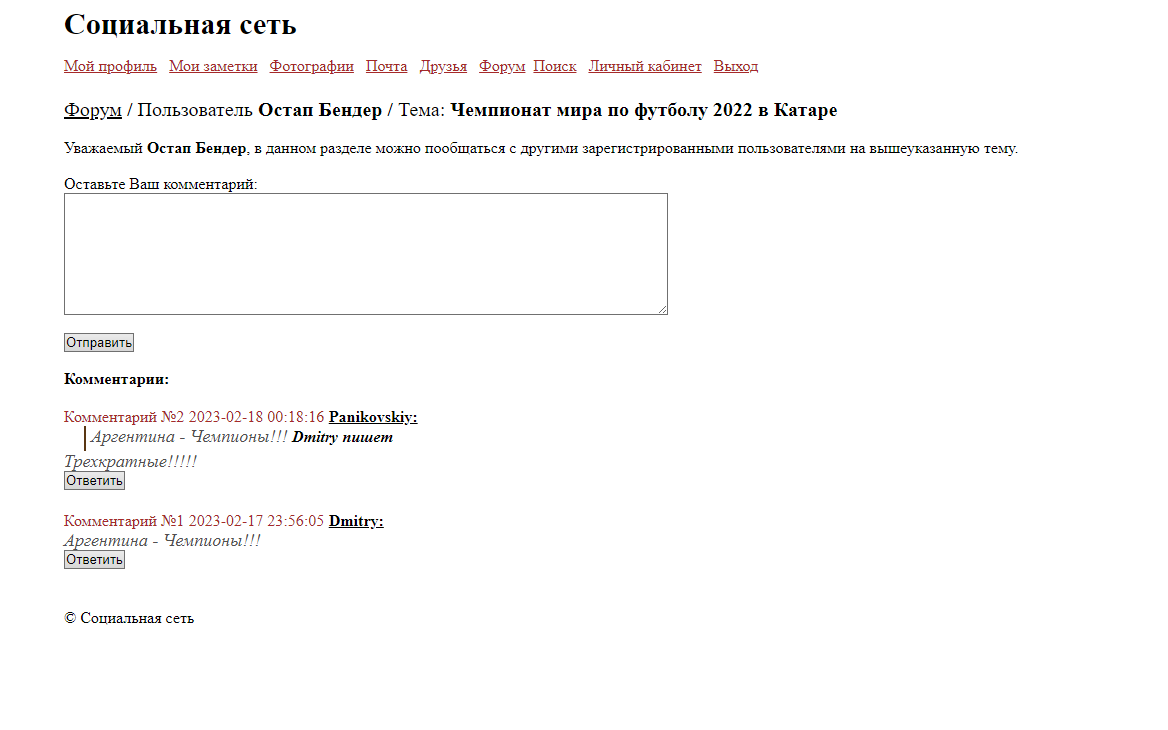 Социальная сеть
Мой профиль Мои заметки Фотографии Почта Друзья Форум Поиск Личный кабинет Выход
Форум / Пользователь Остап Бендер / Тема: Чемпионат мира по футболу 2022 в Катаре
Уважаемый Остап Бендер, в данном разделе можно пообщаться с другими зарегистрированными пользователями на вышеуказанную тему.
Оставьте Ваш комментарий:
Отправить
Комментарии:
Комментарий №2 2023-02-18 00:18:16 Panikovskiy:
Аргентина - Чемпионы!!! Dmitry пишет
Трехкратные!!!!!
Ответить
Комментарий №1 2023-02-17 23:56:05 Dmitry:
Аргентина - Чемпионы!!!
Ответить
© Социальная сеть